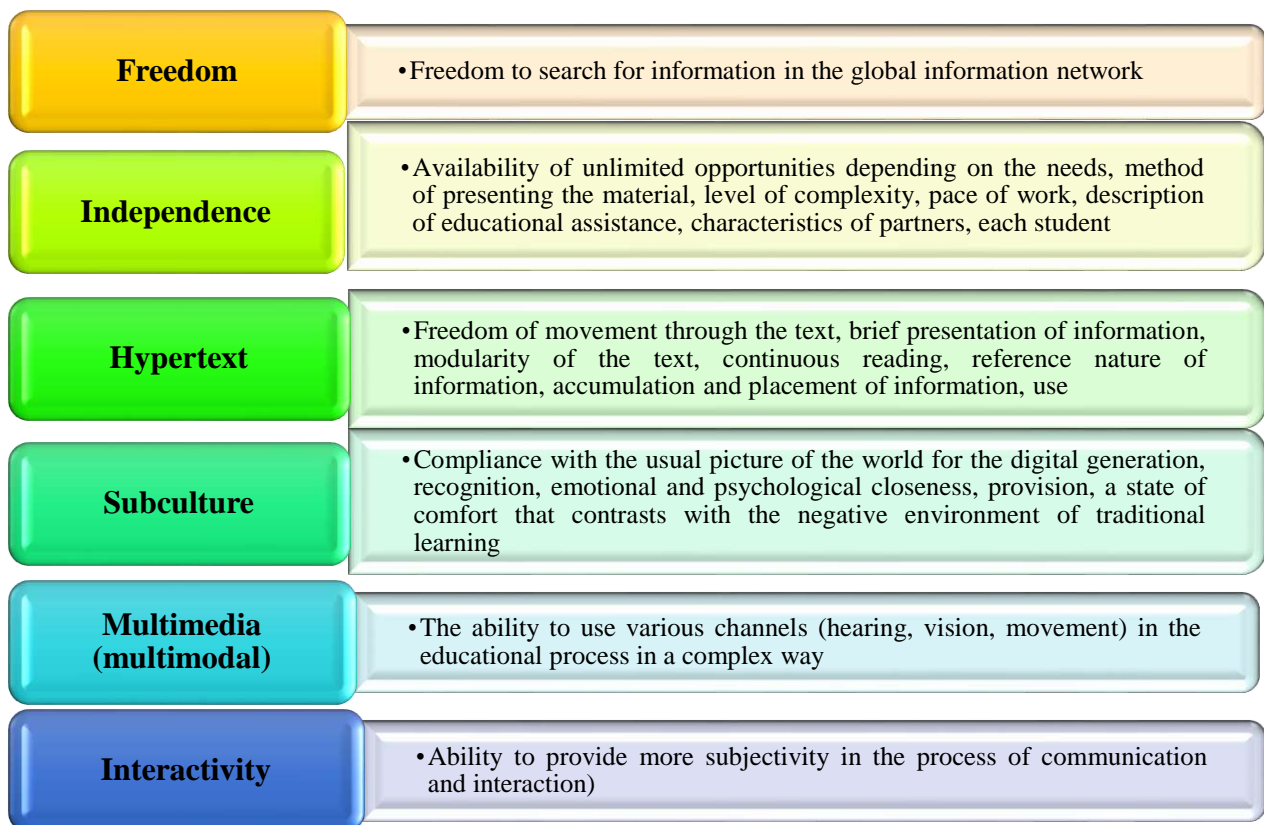 Freedom
•Freedom to search for information in the global information network
Independence
•Availability of unlimited opportunities depending on the needs, method
of presenting the material, level of complexity, pace of work, description
of educational assistance, characteristics of partners, each student
Hypertext
•Freedom of movement through the text, brief presentation of information,
modularity of the text, continuous reading, reference nature of
information, accumulation and placement of information, use
Subculture
•Compliance with the usual picture of the world for the digital generation,
recognition, emotional and psychological closeness, provision, a state of
comfort that contrasts with the negative environment of traditional
learning
Multimedia
(multimodal)
•The ability to use various channels (hearing, vision, movement) in the
educational process in a complex way
Interactivity
•Ability to provide more subjectivity in the process of communication
and interaction)